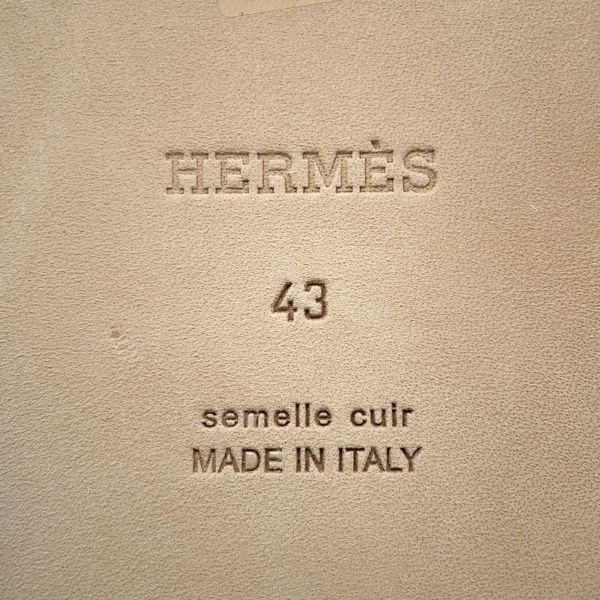 HERMÈS
43
semelle cuir
MADE IN ITALY